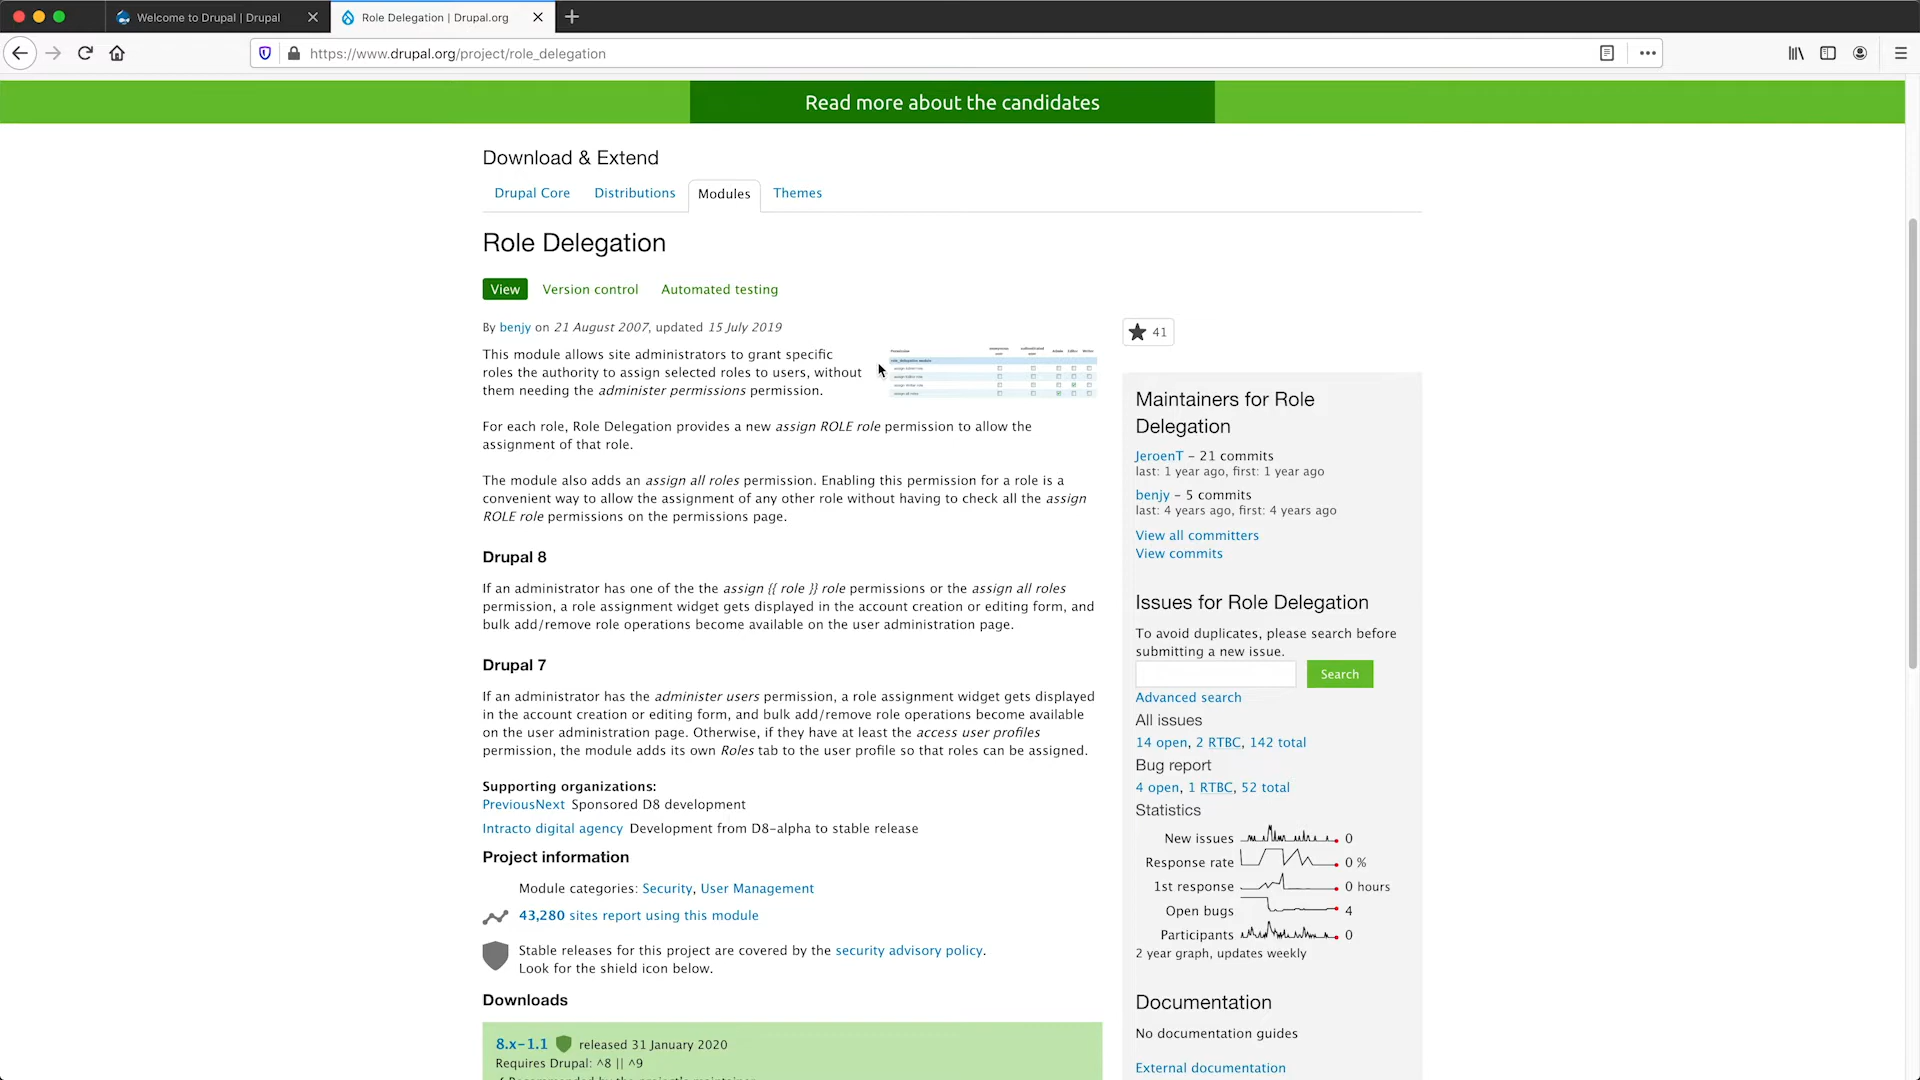 Welcome to Drupal | Drupal
Role Delegation | Drupal.org
https://www.drupal.org/project/role_delegation
Read more about the candidates
Download & Extend
Drupal Core
Distributions
Modules
Themes
Role Delegation
View
Version control
Automated testing
By benjy on 21 August 2007, updated 15 July 2019
This module allows site administrators to grant specific
roles the authority to assign selected roles to users, without
them needing the administer permissions permission.
For each role, Role Delegation provides a new assign ROLE role permission to allow the
assignment of that role.
The module also adds an assign all roles permission. Enabling this permission for a role is a
convenient way to allow the assignment of any other role without having to check all the assign
ROLE role permissions on the permissions page.
Drupal 8
If an administrator has one of the the assign {{ role }} role permissions or the assign all roles
permission, a role assignment widget gets displayed in the account creation or editing form, and
bulk add/remove role operations become available on the user administration page.
Drupal 7
If an administrator has the administer users permission, a role assignment widget gets displayed
in the account creation or editing form, and bulk add/remove role operations become available
on the user administration page. Otherwise, if they have at least the access user profiles
permission, the module adds its own Roles tab to the user profile so that roles can be assigned.
Supporting organizations:
PreviousNext Sponsored D8 development
Intracto digital agency Development from D8-alpha to stable release
Project information
Module categories: Security, User Management
43,280 sites report using this module
Stable releases for this project are covered by the security advisory policy.
Look for the shield icon below.
Downloads
8.x-1.1 released 31 January 2020
Requires Drupal: ^8 || ^9
41
Maintainers for Role
Delegation
JeroenT – 21 commits
last: 1 year ago, first: 1 year ago
benjy – 5 commits
last: 4 years ago, first: 4 years ago
View all committers
View commits
Issues for Role Delegation
To avoid duplicates, please search before
submitting a new issue.
Search
Advanced search
All issues
14 open, 2 RTBC, 142 total
Bug report
4 open, 1 RTBC, 52 total
Statistics
New issues 0
Response rate 0 %
1st response 0 hours
Open bugs 4
Participants 0
2 year graph, updates weekly
Documentation
No documentation guides
External documentation